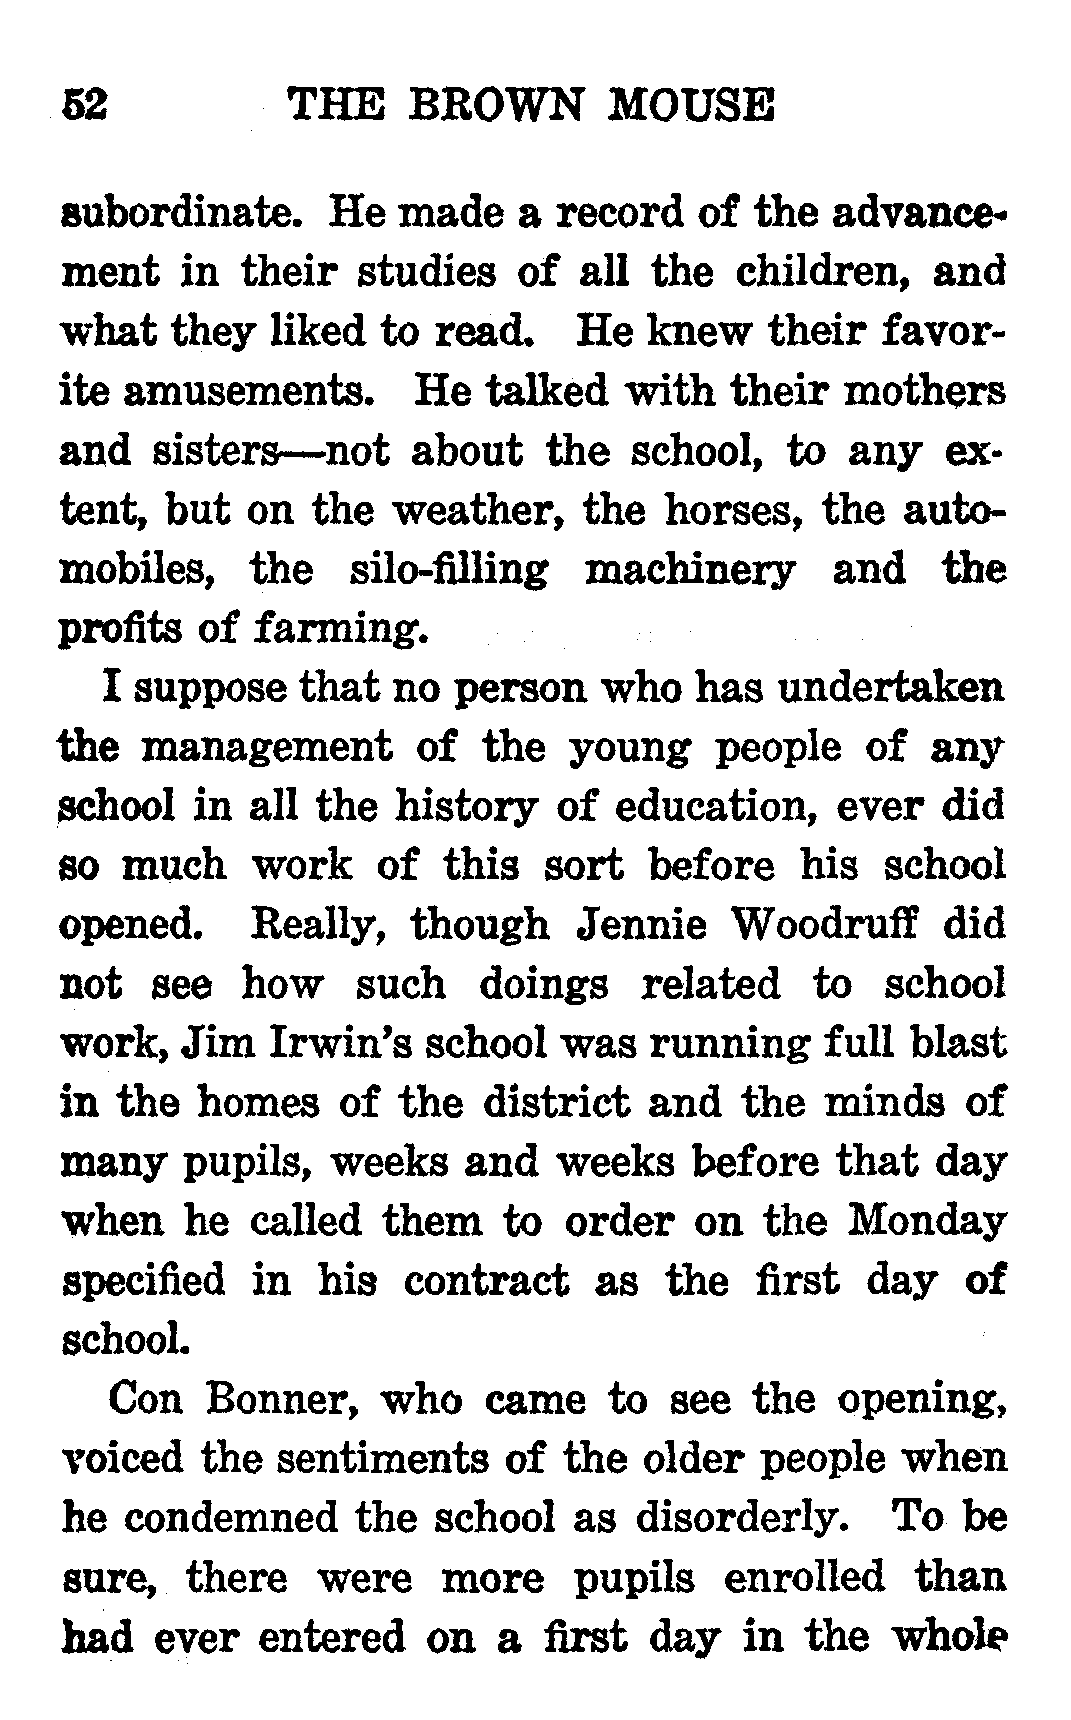 52 THE BROWN MOUSE
subordinate. He made a record of the advance-
ment in their studies of all the children, and
what they liked to read. He knew their favor-
ite amusements. He talked with their mothers
and sisters—not about the school, to any ex-
tent, but on the weather, the horses, the auto-
mobiles, the silo-filling machinery and the
profits of farming.
I suppose that no person who has undertaken
the management of the young people of any
school in all the history of education, ever did
so much work of this sort before his school
opened. Really, though Jennie Woodruff did
not see how such doings related to school
work, Jim Irwin's school was running full blast
in the homes of the district and the minds of
many pupils, weeks and weeks before that day
when he called them to order on the Monday
specified in his contract as the first day of
school.
Con Bonner, who came to see the opening,
voiced the sentiments of the older people when
he condemned the school as disorderly. To be
sure, there were more pupils enrolled than
had ever entered on a first day in the whole